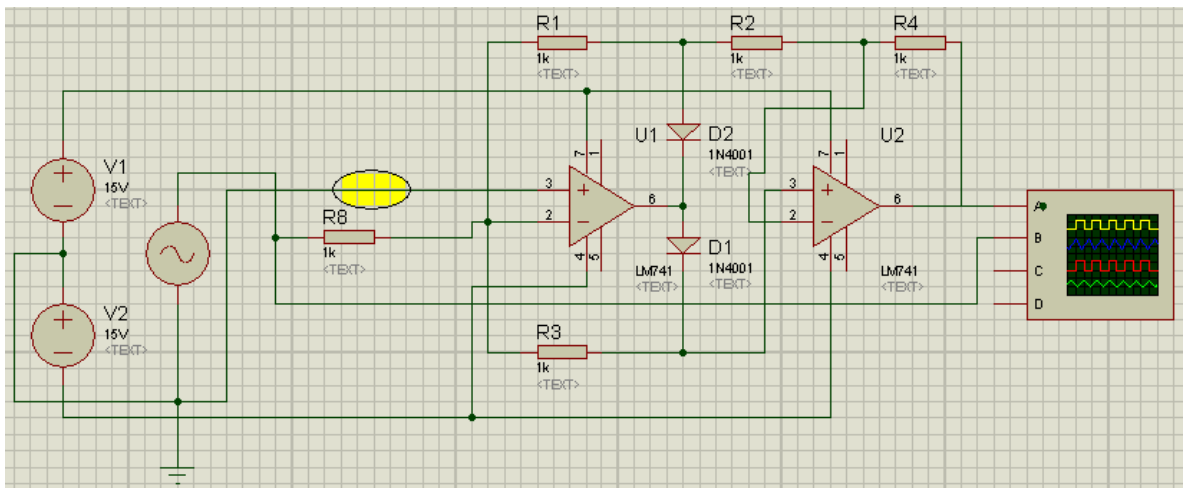 R1
1k
<TEXT>
R2
1k
<TEXT>
R4
1k
<TEXT>
V1
15V
<TEXT>
R8
1k
<TEXT>
U1
7
1
3
2
6
4
5
LM741
<TEXT>
D2
1N4001
<TEXT>
D1
1N4001
<TEXT>
U2
7
1
3
2
6
4
5
LM741
<TEXT>
A
B
C
D
V2
15V
<TEXT>
R3
1k
<TEXT>